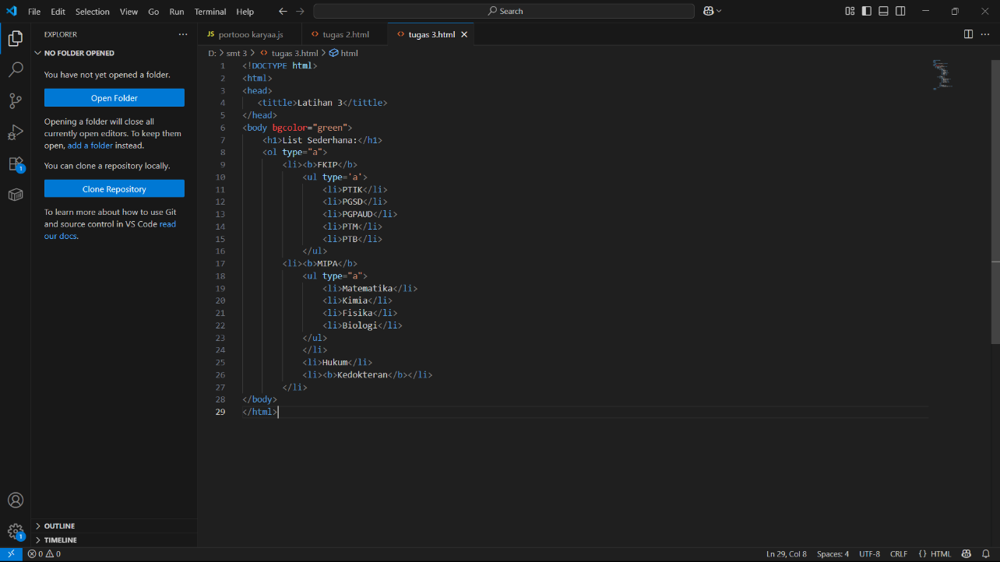 File Edit Selection View Go Run Terminal Help
Search
EXPLORER
NO FOLDER OPENED
You have not yet opened a folder.
Open Folder
Opening a folder will close all
currently open editors. To keep them
open, add a folder instead.
You can clone a repository locally.
Clone Repository
To learn more about how to use Git
and source control in VS Code read
our docs.
1
OUTLINE
1
TIMELINE
JS portooo karyaa.js <> tugas 2.html <> tugas 3.html
D: > smt 3 > <> tugas 3.html > html
1 <!DOCTYPE html>
2 <html>
3 <head>
4 <tittle>Latihan 3</tittle>
5 </head>
6 <body bgcolor="green">
7 <h1>List Sederhana:</h1>
8 <ol type="a">
9 <li><b>FKIP</b>
10 <ul type='a'>
11 <li>PTIK</li>
12 <li>PGSD</li>
13 <li>PGPAUD</li>
14 <li>PTM</li>
15 <li>PTB</li>
16 </ul>
17 <li><b>MIPA</b>
18 <ul type="a">
19 <li>Matematika</li>
20 <li>Kimia</li>
21 <li>Fisika</li>
22 <li>Biologi</li>
23 </ul>
24 </li>
25 <li>Hukum</li>
26 <li><b>Kedokteran</b></li>
27 </li>
28 </body>
29 </html>
0 0 Ln 29, Col 8 Spaces: 4 UTF-8 CRLF {} HTML